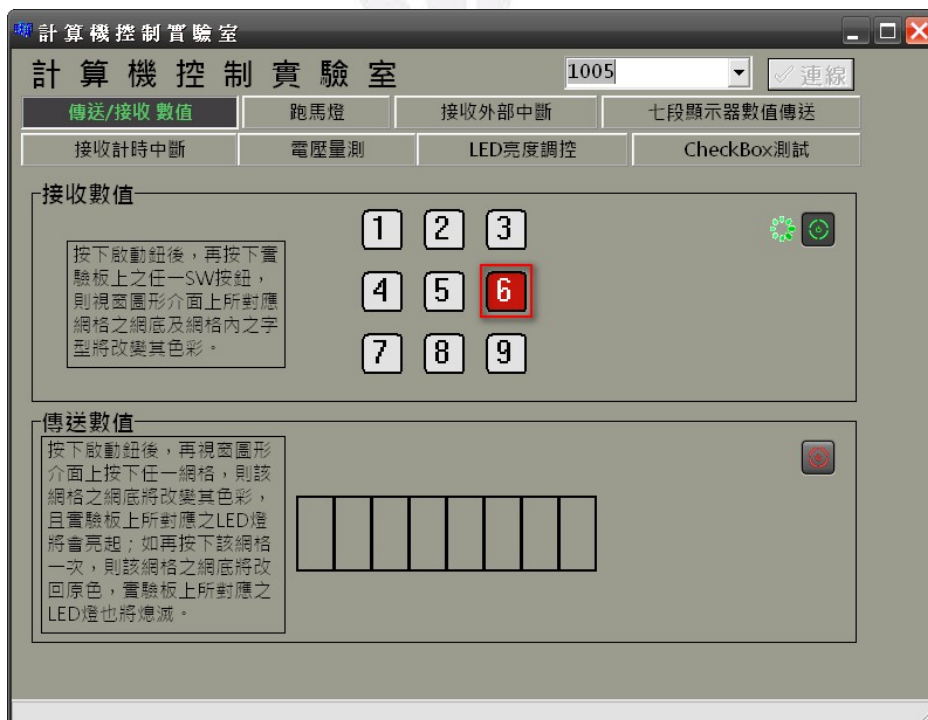 計算機控制實驗室
計算機控制實驗室 1005 連線
傳送/接收 數值 跑馬燈 接收外部中斷 七段顯示器數值傳送
接收計時中斷 電壓量測 LED亮度調控 CheckBox測試
接收數值
按下啟動鈕後，再按下實
驗板上之任一SW按鈕，
則視窗圖形介面上所對應
網格之網底及網格內之字
型將改變其色彩。
1 2 3
4 5 6
7 8 9
傳送數值
按下啟動鈕後，再視窗圖形
介面上按下任一網格，則該
網格之網底將改變其色彩，
且實驗板上所對應之LED燈
將會亮起；如再按下該網格
一次，則該網格之網底將改
回原色，實驗板上所對應之
LED燈也將熄滅。